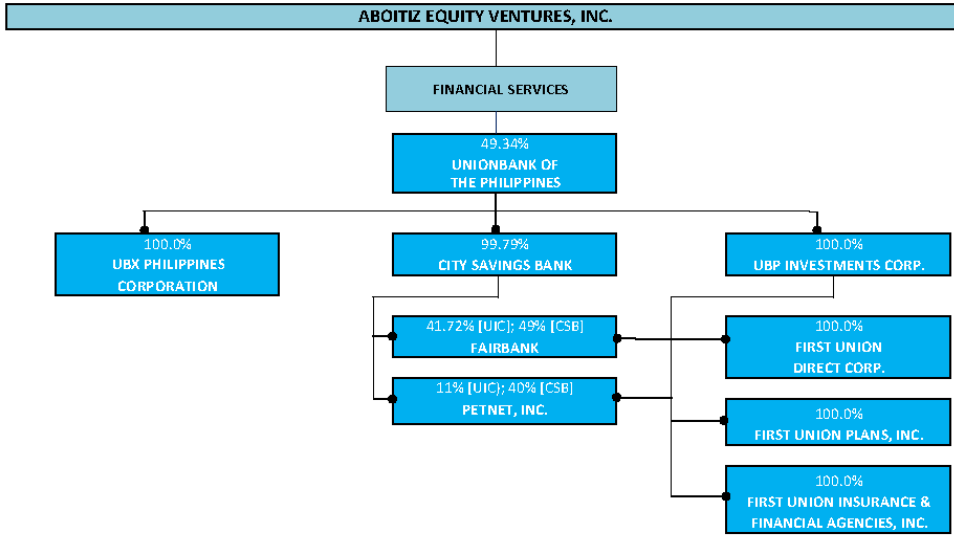 ABOITIZ EQUITY VENTURES, INC.
FINANCIAL SERVICES
49.34%
UNIONBANK OF
THE PHILIPPINES
100.0%
UBX PHILIPPINES
CORPORATION
99.79%
CITY SAVINGS BANK
100.0%
UBP INVESTMENTS CORP.
41.72% [UIC]; 49% [CSB]
FAIRBANK
100.0%
FIRST UNION
DIRECT CORP.
11% [UIC}; 40% [CSB]
PETNET, INC.
100.0%
FIRST UNION PLANS, INC.
100.0%
FIRST UNION INSURANCE &
FINANCIAL AGENCIES, INC.